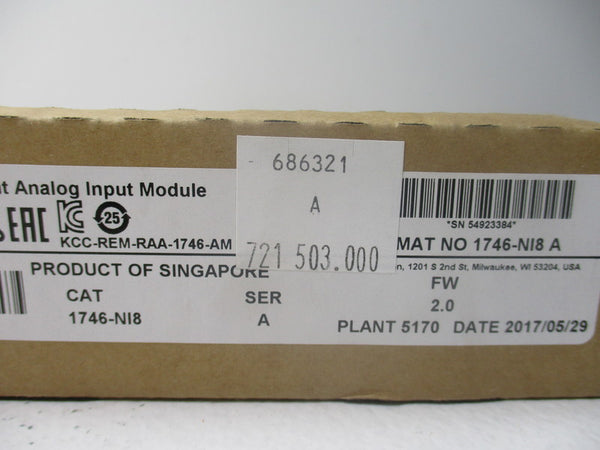 686321
A
721 503.000
Analog Input Module
EAC
25
KCC-REM-RAA-1746-AM
*SN 54923384*
MAT NO 1746-NI8 A
1201 S 2nd St, Milwaukee, WI 53204, USA
PRODUCT OF SINGAPORE
CAT SER FW
1746-NI8 A 2.0
PLANT 5170 DATE 2017/05/29